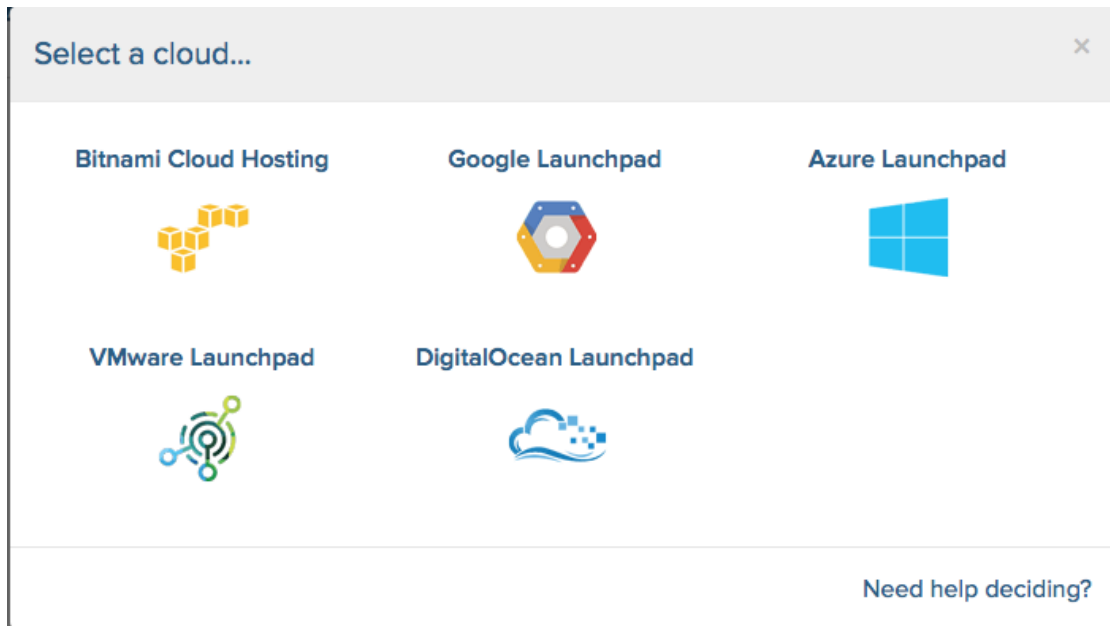 Select a cloud...
×
Bitnami Cloud Hosting
Google Launchpad
Azure Launchpad
VMware Launchpad
DigitalOcean Launchpad
Need help deciding?